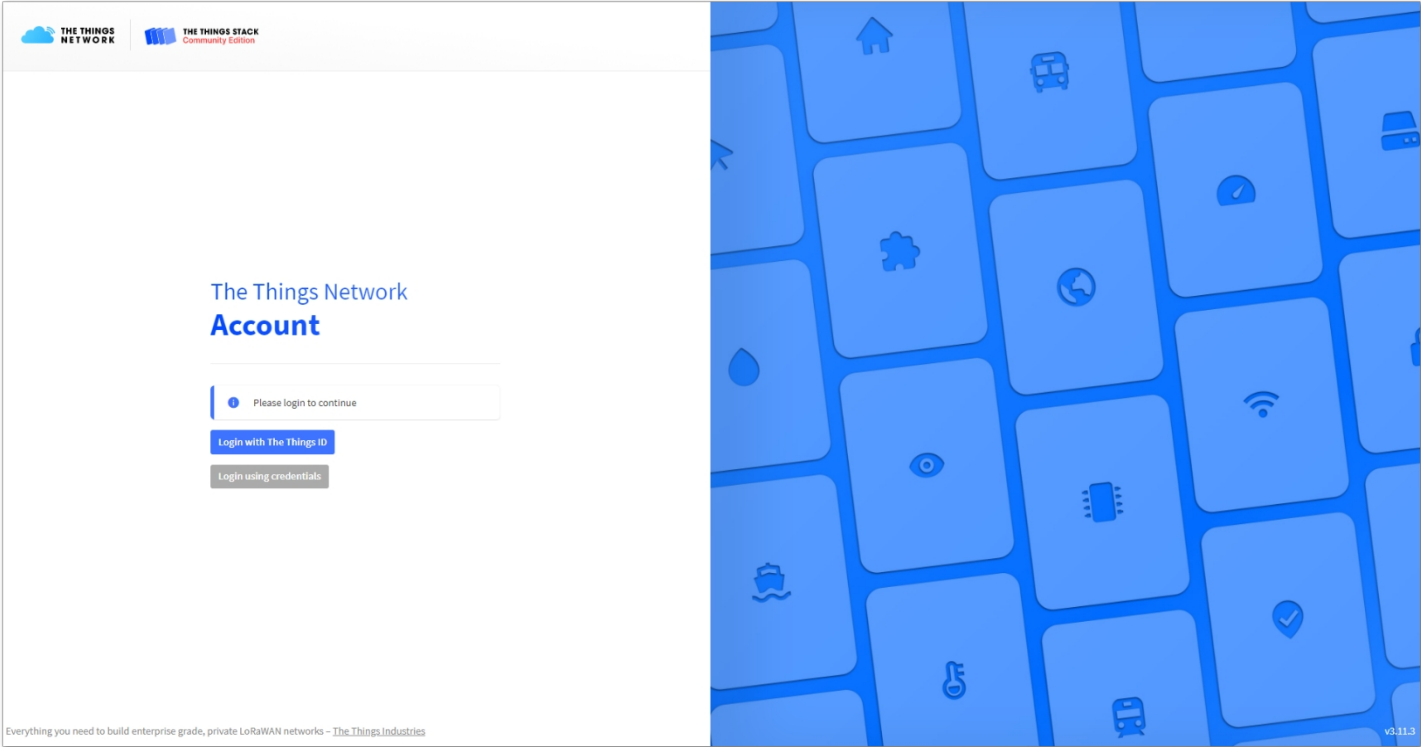 THE THINGS
NETWORK
THE THINGS STACK
Community Edition
The Things Network
Account
Please login to continue
Login with The Things ID
Login using credentials
Everything you need to build enterprise grade, private LoRaWAN networks – The Things Industries
v3.11.3